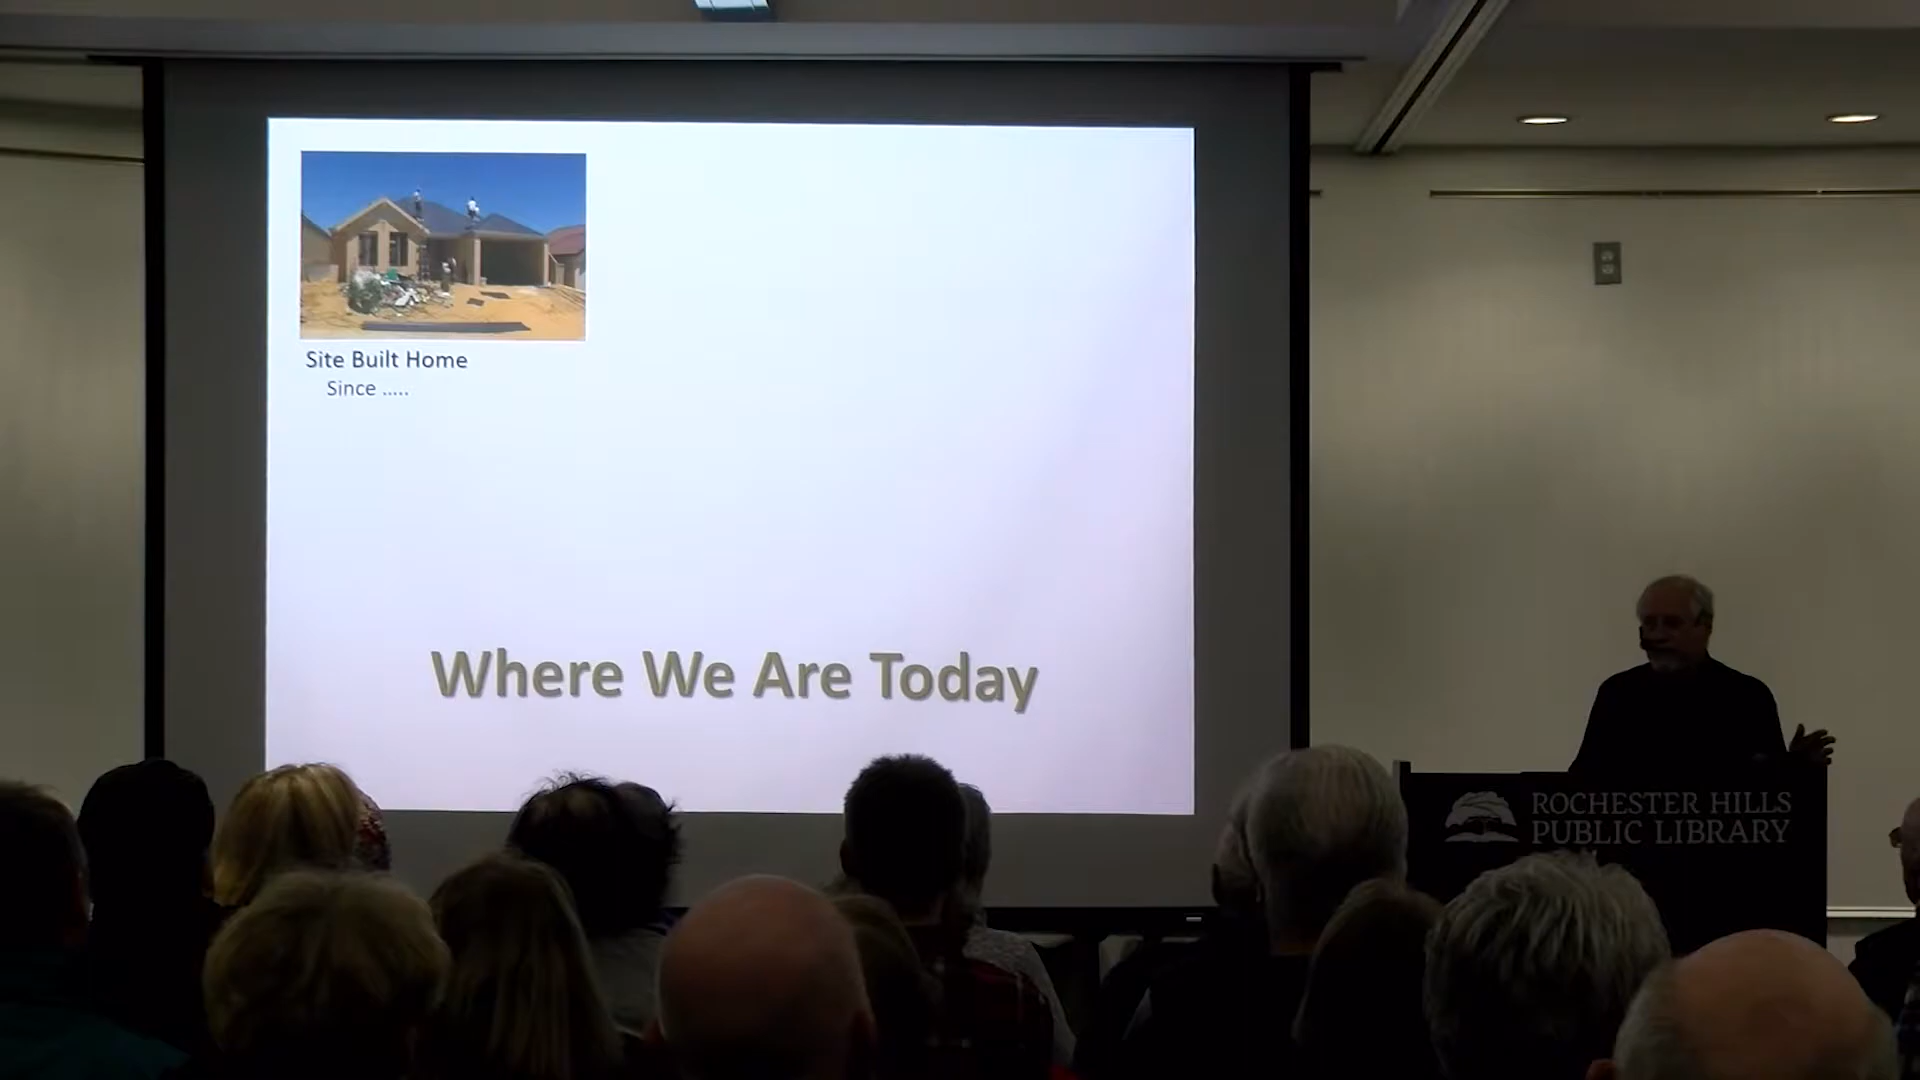 Site Built Home
Since .....
Where We Are Today
ROCHESTER HILLS
PUBLIC LIBRARY